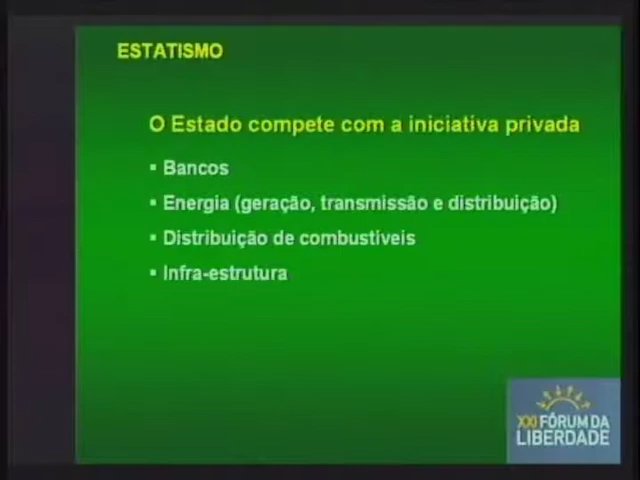 ESTATISMO
O Estado compete com a iniciativa privada
▪ Bancos
▪ Energia (geração, transmissão e distribuição)
▪ Distribuição de combustíveis
▪ Infra-estrutura
XXI FÓRUM DA
LIBERDADE